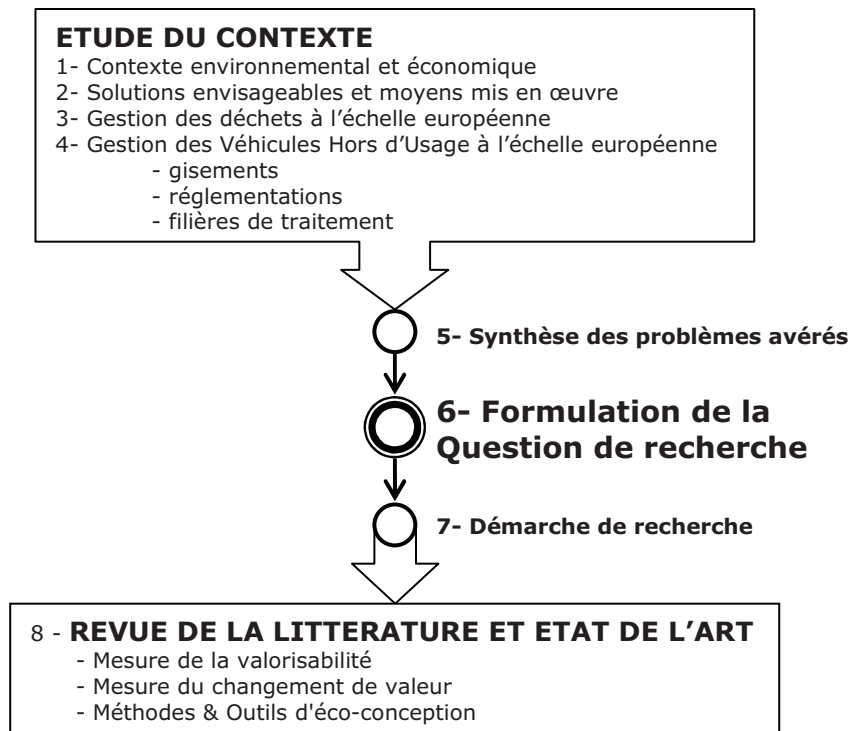 ETUDE DU CONTEXTE
1- Contexte environnemental et économique
2- Solutions envisageables et moyens mis en œuvre
3- Gestion des déchets à l’échelle européenne
4- Gestion des Véhicules Hors d’Usage à l’échelle européenne
- gisements
- réglementations
- filières de traitement
5- Synthèse des problèmes avérés
6- Formulation de la
Question de recherche
7- Démarche de recherche
8 - REVUE DE LA LITTERATURE ET ETAT DE L’ART
- Mesure de la valorisabilité
- Mesure du changement de valeur
- Méthodes & Outils d'éco-conception